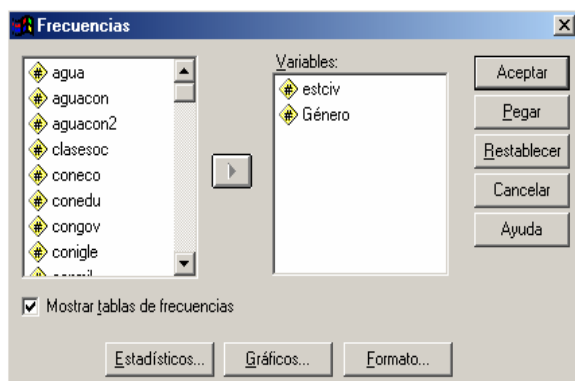 Frecuencias
agua
aguacon
aguacon2
clasesoc
coneco
conedu
congov
conigle
Variables:
estciv
Género
Aceptar
Pegar
Restablecer
Cancelar
Ayuda
Mostrar tablas de frecuencias
Estadísticos...
Gráficos...
Formato...